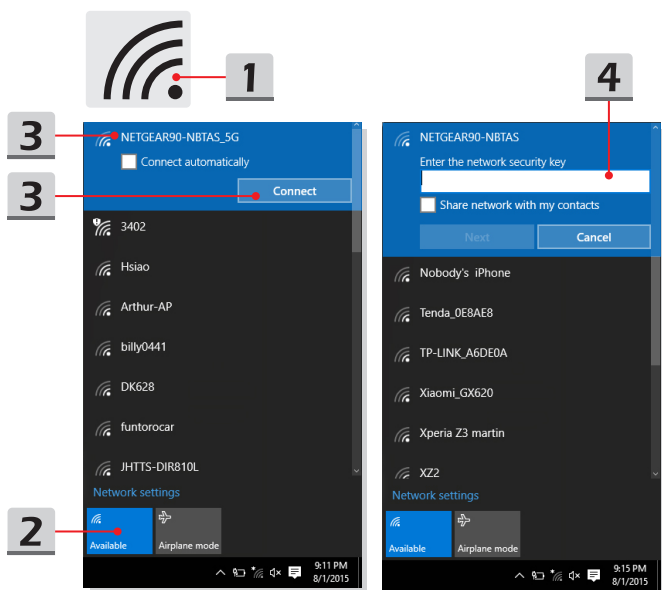 1
3
NETGEAR90-NBTAS_5G
Connect automatically
3
Connect
3402
Hsiao
Arthur-AP
billy0441
DK628
funtorocar
JHTTS-DIR810L
Network settings
2
Available
Airplane mode
9:11 PM
8/1/2015
4
NETGEAR90-NBTAS
Enter the network security key
Share network with my contacts
Next
Cancel
Nobody's iPhone
Tenda_0E8AE8
TP-LINK_A6DE0A
Xiaomi_GX620
Xperia Z3 martin
XZ2
Network settings
Available
Airplane mode
9:15 PM
8/1/2015